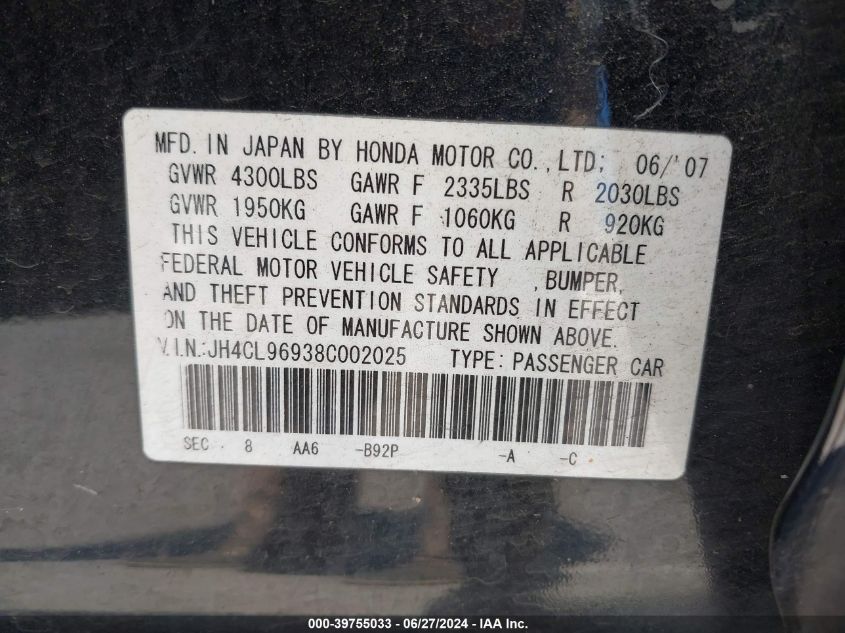 MFD. IN JAPAN BY HONDA MOTOR CO., LTD; 06/'07
GVWR 4300LBS GAWR F 2335LBS R 2030LBS
GVWR 1950KG GAWR F 1060KG R 920KG
THIS VEHICLE CONFORMS TO ALL APPLICABLE
FEDERAL MOTOR VEHICLE SAFETY , BUMPER,
AND THEFT PREVENTION STANDARDS IN EFFECT
ON THE DATE OF MANUFACTURE SHOWN ABOVE.
V.I.N.:JH4CL96938C002025 TYPE: PASSENGER CAR
SEC . 8 AA6 -B92P -A -C
000-39755033 - 06/27/2024 - IAA Inc.